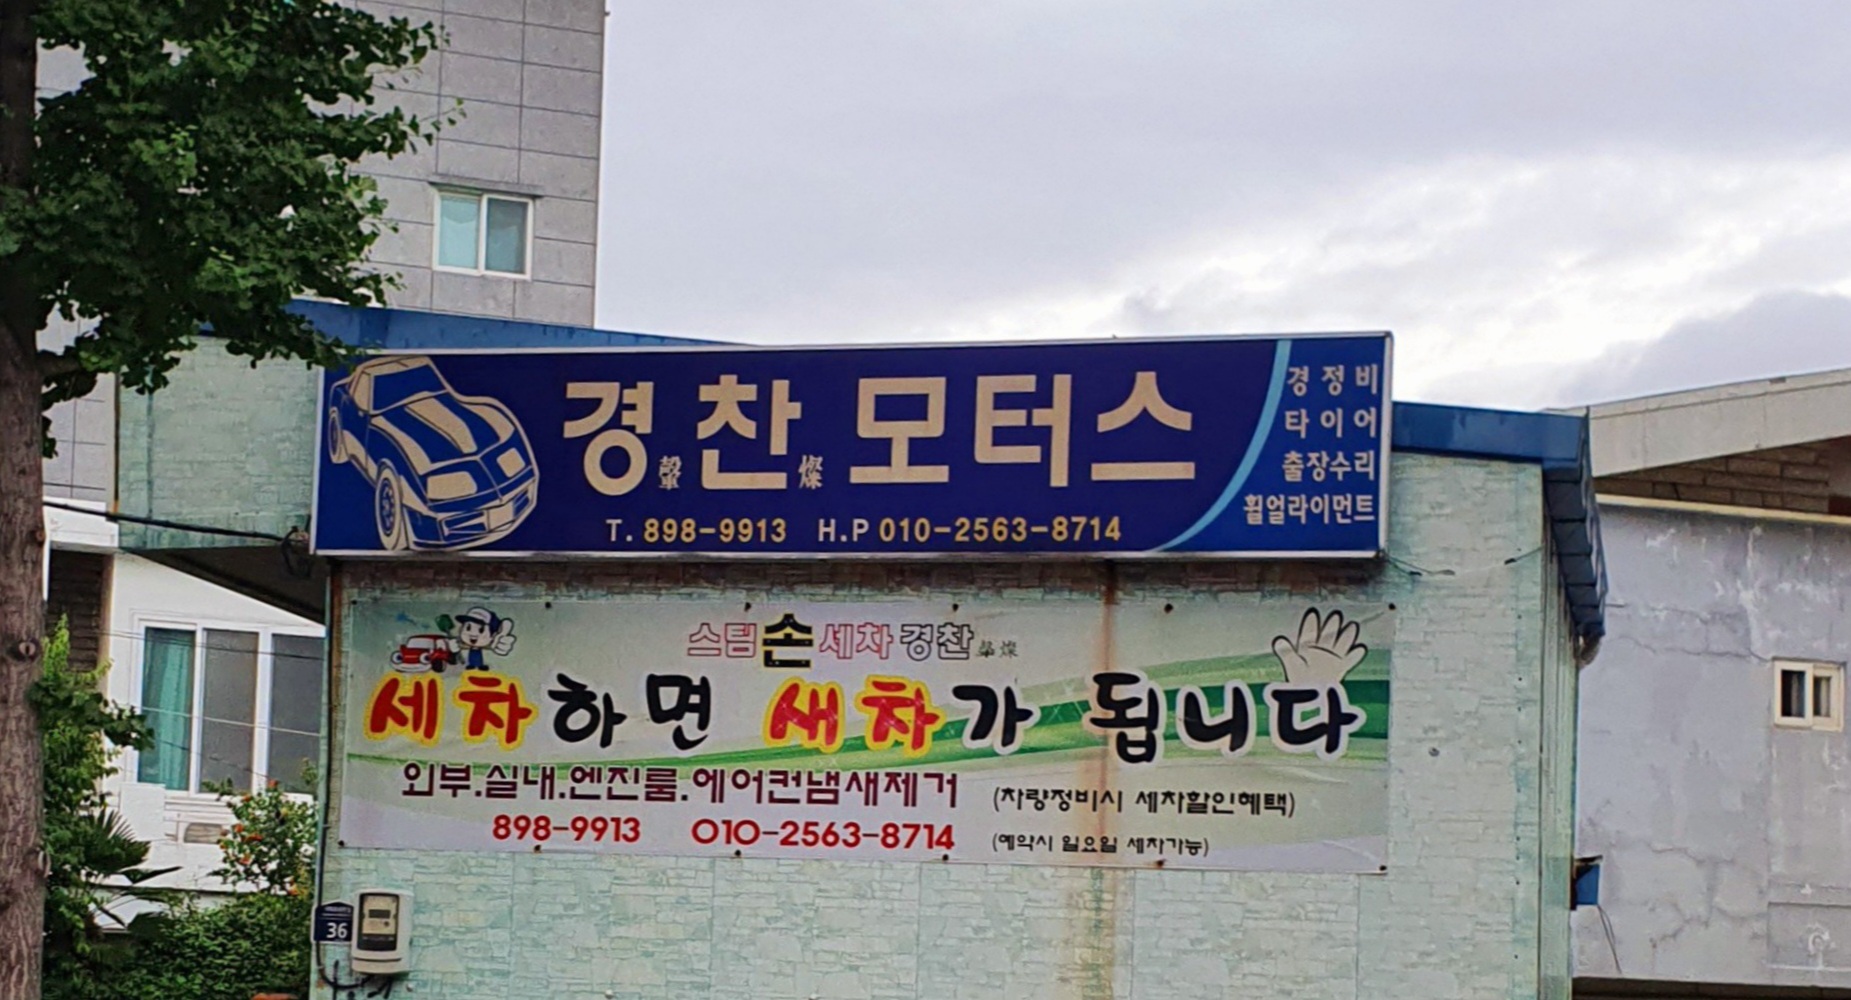 경찬모터스
燦
T. 898-9913 H.P 010-2563-8714
경정비
타이어
출장수리
휠얼라이먼트
스팀손세차경찬
세차하면 새차가 됩니다
외부.실내.엔진룸.에어컨냄새제거 (차량정비시 세차할인혜택)
898-9913 010-2563-8714 (예약시 일요일 세차가능)
36